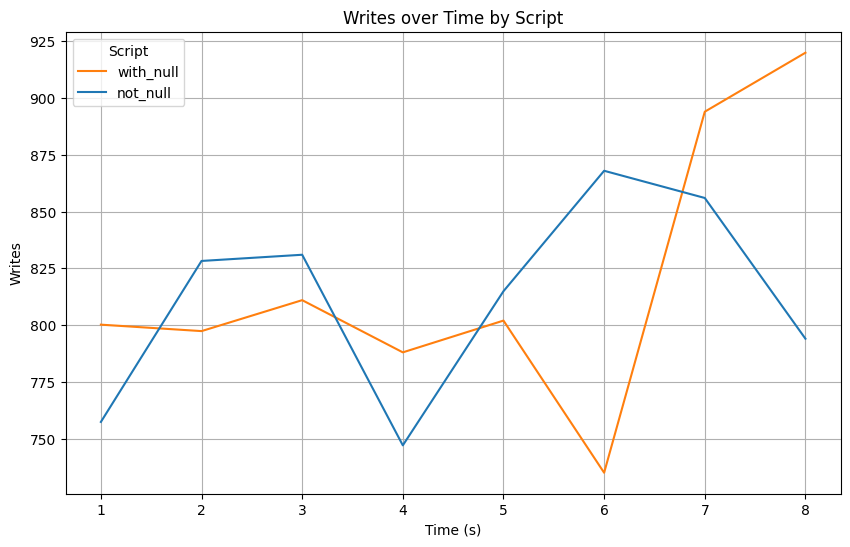 Writes over Time by Script
Script
with_null
not_null
925
900
875
850
825
800
775
750
Writes
1 2 3 4 5 6 7 8
Time (s)